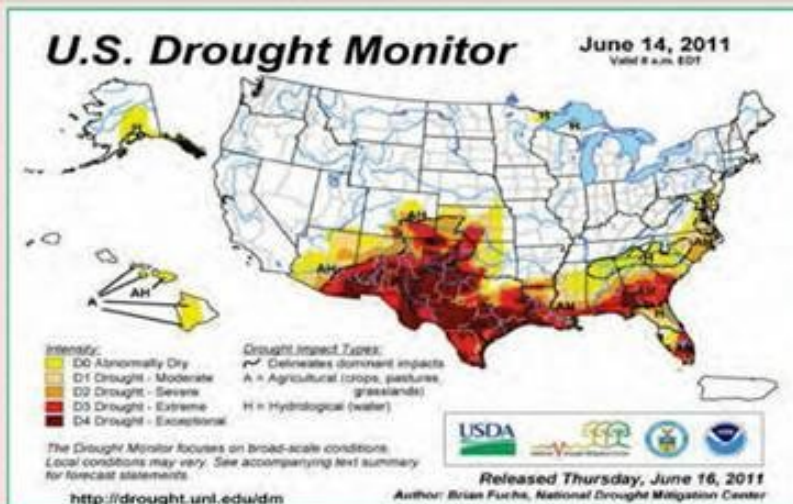 U.S. Drought Monitor
June 14, 2011
Valid 8 a.m. EDT
H
H
AH
AH
H
AH
AH
AH
H
H
A
AH
Intensity:
D0 Abnormally Dry
D1 Drought - Moderate
D2 Drought - Severe
D3 Drought - Extreme
D4 Drought - Exceptional
Drought Impact Types:
Delineates dominant impacts
A = Agricultural (crops, pastures,
grasslands)
H = Hydrological (water)
The Drought Monitor focuses on broad-scale conditions.
Local conditions may vary. See accompanying text summary
for forecast statements.
http://drought.unl.edu/dm
USDA
Released Thursday, June 16, 2011
Author: Brian Fuchs, National Drought Mitigation Center